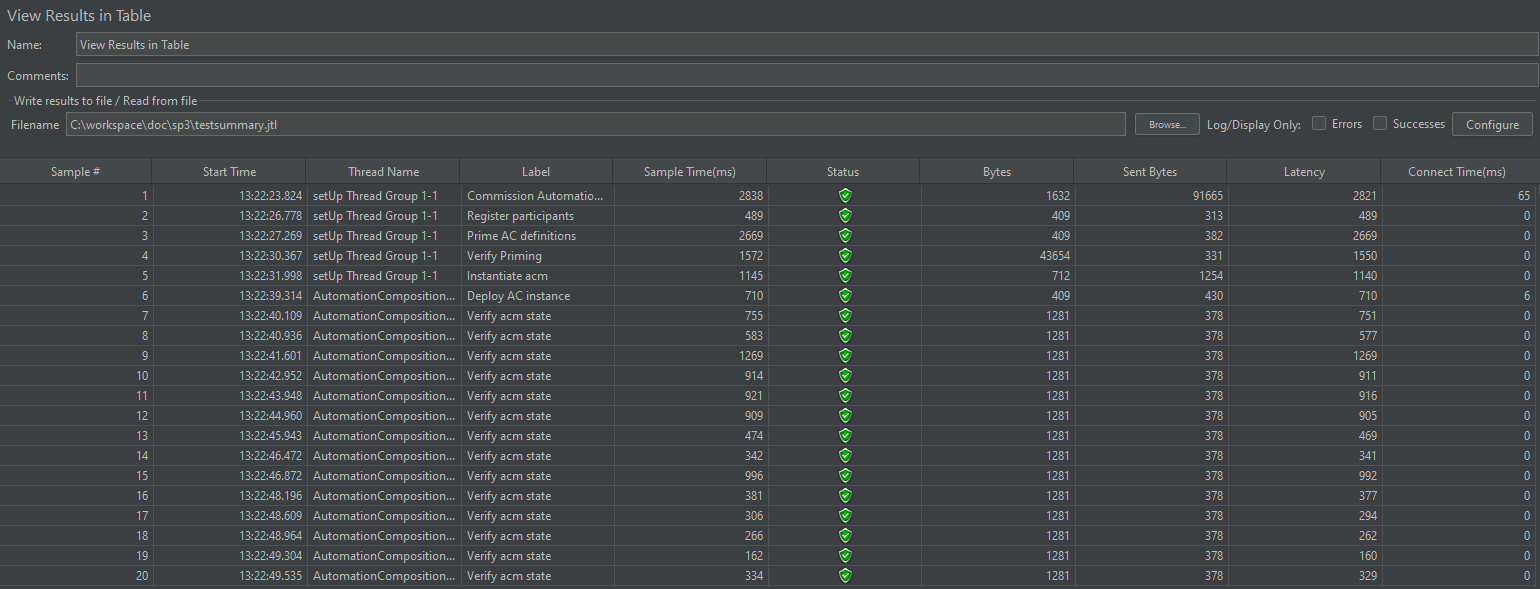 View Results in Table
Name: View Results in Table
Comments:
Write results to file / Read from file
Filename C:\workspace\doc\sp3\testsummary.jtl Browse... Log/Display Only: Errors Successes Configure
Sample # Start Time Thread Name Label Sample Time(ms) Status Bytes Sent Bytes Latency Connect Time(ms)
1 13:22:23.824 setUp Thread Group 1-1 Commission Automatio... 2838 1632 91665 2821 65
2 13:22:26.778 setUp Thread Group 1-1 Register participants 489 409 313 489 0
3 13:22:27.269 setUp Thread Group 1-1 Prime AC definitions 2669 409 382 2669 0
4 13:22:30.367 setUp Thread Group 1-1 Verify Priming 1572 43654 331 1550 0
5 13:22:31.998 setUp Thread Group 1-1 Instantiate acm 1145 712 1254 1140 0
6 13:22:39.314 AutomationComposition... Deploy AC instance 710 409 430 710 6
7 13:22:40.109 AutomationComposition... Verify acm state 755 1281 378 751 0
8 13:22:40.936 AutomationComposition... Verify acm state 583 1281 378 577 0
9 13:22:41.601 AutomationComposition... Verify acm state 1269 1281 378 1269 0
10 13:22:42.952 AutomationComposition... Verify acm state 914 1281 378 911 0
11 13:22:43.948 AutomationComposition... Verify acm state 921 1281 378 916 0
12 13:22:44.960 AutomationComposition... Verify acm state 909 1281 378 905 0
13 13:22:45.943 AutomationComposition... Verify acm state 474 1281 378 469 0
14 13:22:46.472 AutomationComposition... Verify acm state 342 1281 378 341 0
15 13:22:46.872 AutomationComposition... Verify acm state 996 1281 378 992 0
16 13:22:48.196 AutomationComposition... Verify acm state 381 1281 378 377 0
17 13:22:48.609 AutomationComposition... Verify acm state 306 1281 378 294 0
18 13:22:48.964 AutomationComposition... Verify acm state 266 1281 378 262 0
19 13:22:49.304 AutomationComposition... Verify acm state 162 1281 378 160 0
20 13:22:49.535 AutomationComposition... Verify acm state 334 1281 378 329 0